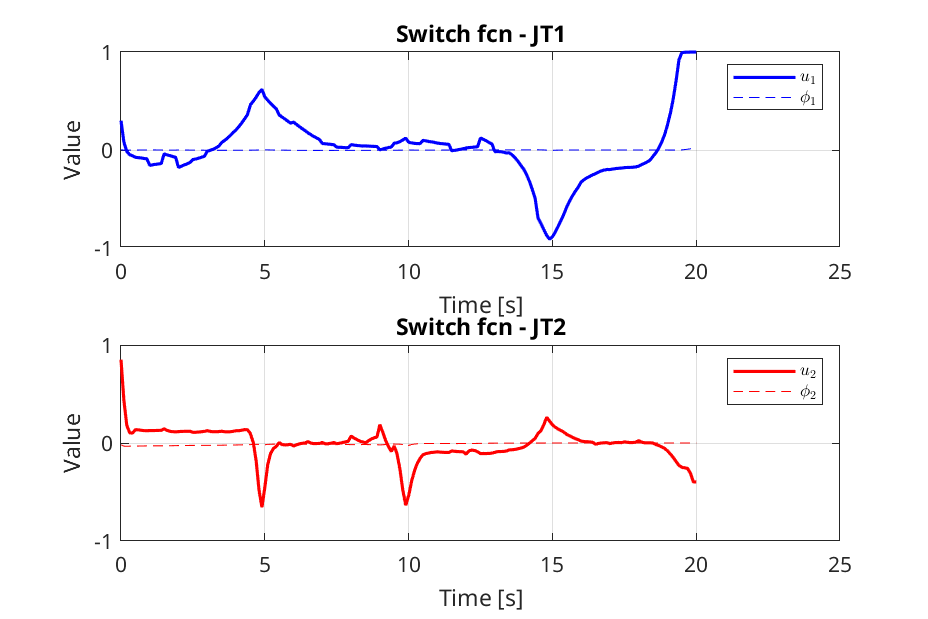 Switch fcn - JT1
1
0
-1
Value
u₁
ϕ₁
0 5 10 15 20 25
Time [s]
Switch fcn - JT2
1
0
-1
Value
u₂
ϕ₂
0 5 10 15 20 25
Time [s]